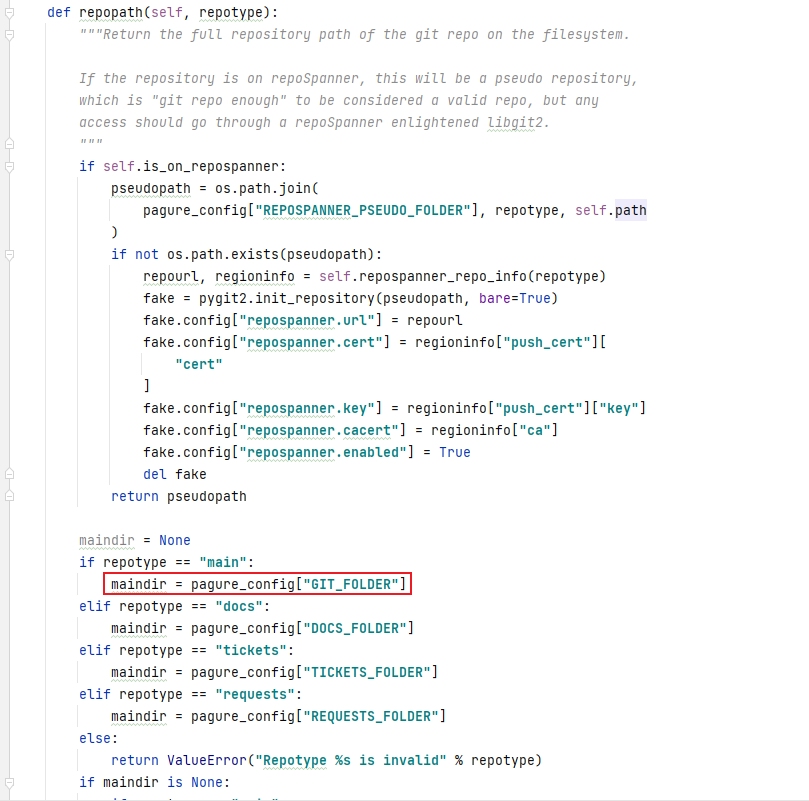 def repopath(self, repotype):
    """Return the full repository path of the git repo on the filesystem.

    If the repository is on repoSpanner, this will be a pseudo repository,
    which is "git repo enough" to be considered a valid repo, but any
    access should go through a repoSpanner enlightened libgit2.
    """
    if self.is_on_repospanner:
        pseudopath = os.path.join(
            pagure_config["REPOSPANNER_PSEUDO_FOLDER"], repotype, self.path
        )
        if not os.path.exists(pseudopath):
            repourl, regioninfo = self.repospanner_repo_info(repotype)
            fake = pygit2.init_repository(pseudopath, bare=True)
            fake.config["repospanner.url"] = repourl
            fake.config["repospanner.cert"] = regioninfo["push_cert"][
                "cert"
            ]
            fake.config["repospanner.key"] = regioninfo["push_cert"]["key"]
            fake.config["repospanner.cacert"] = regioninfo["ca"]
            fake.config["repospanner.enabled"] = True
            del fake
        return pseudopath

    maindir = None
    if repotype == "main":
        maindir = pagure_config["GIT_FOLDER"]
    elif repotype == "docs":
        maindir = pagure_config["DOCS_FOLDER"]
    elif repotype == "tickets":
        maindir = pagure_config["TICKETS_FOLDER"]
    elif repotype == "requests":
        maindir = pagure_config["REQUESTS_FOLDER"]
    else:
        return ValueError("Repotype %s is invalid" % repotype)
    if maindir is None: